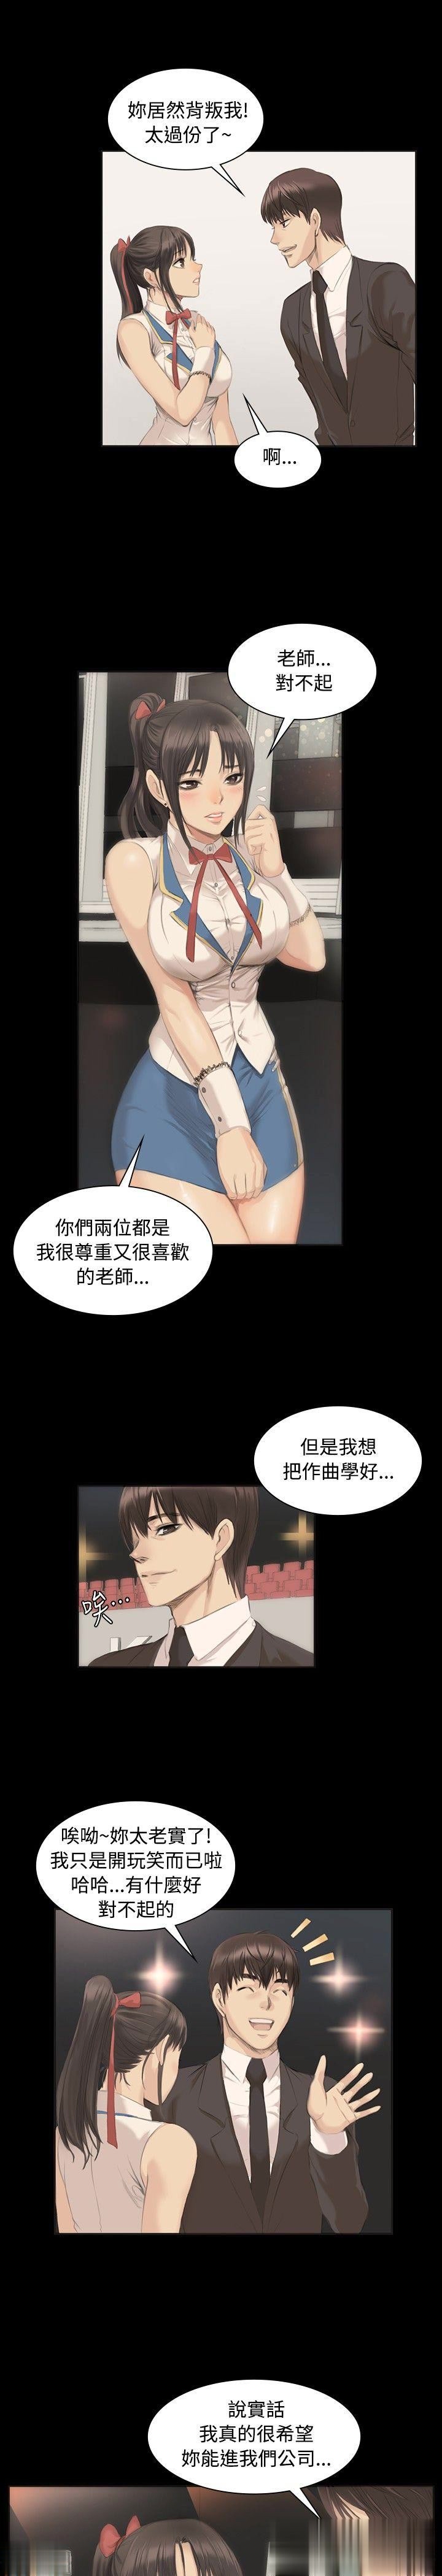 妳居然背叛我!
太過份了~
啊...
老師...
對不起
你們兩位都是
我很尊重又很喜歡
的老師...
但是我想
把作曲學好...
唉...
唉呦~妳太老實了!
我只是開玩笑而已啦
哈哈...有什麼好
對不起的
說實話
我真的很希望
妳能進我們公司...